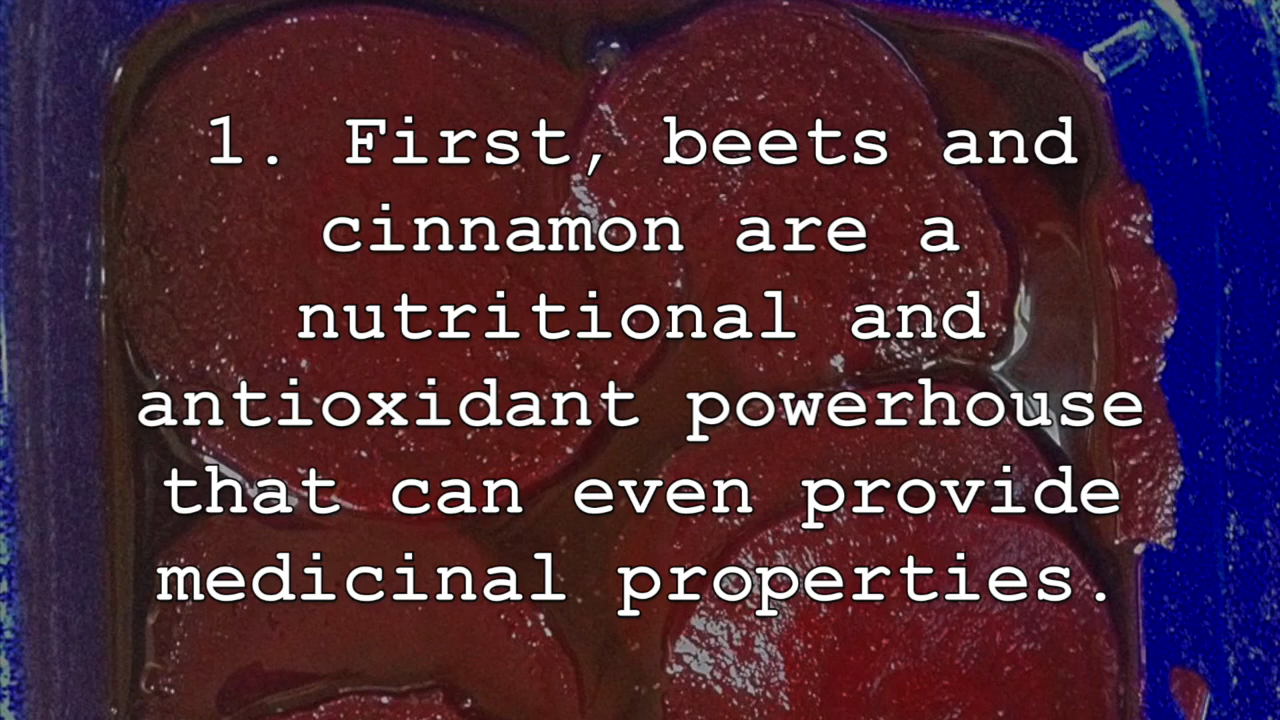 1. First, beets and
cinnamon are a
nutritional and
antioxidant powerhouse
that can even provide
medicinal properties.